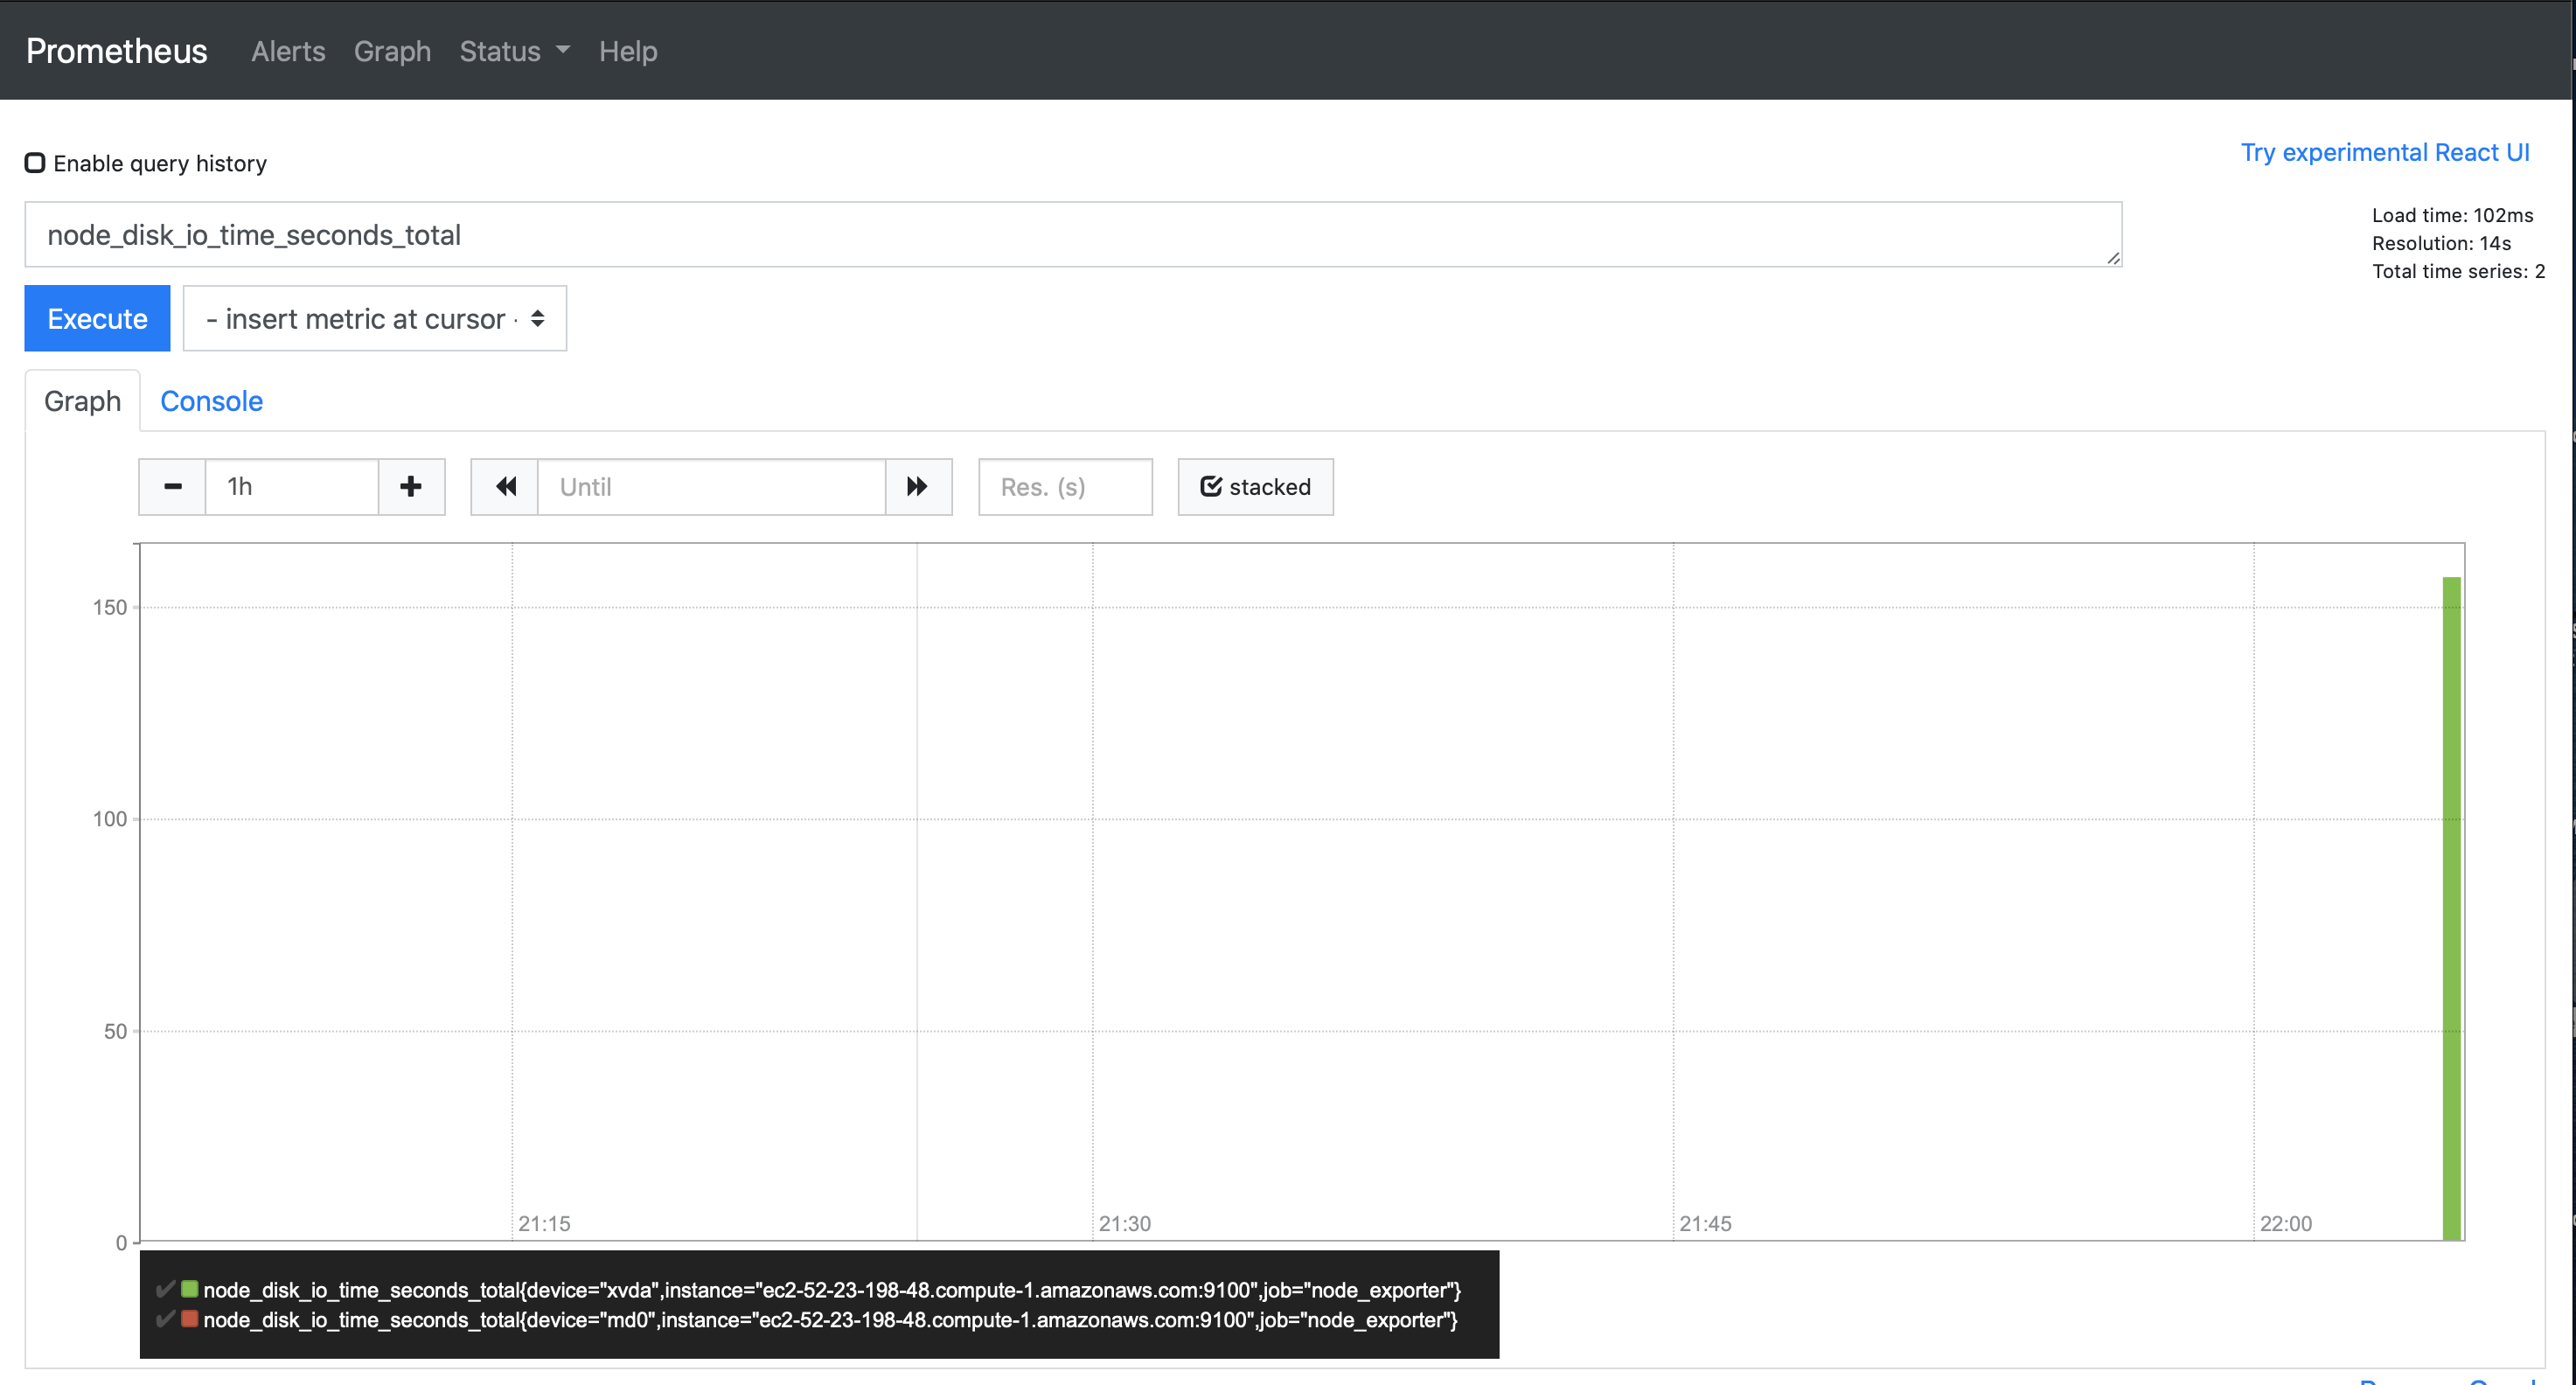 Prometheus Alerts Graph Status Help
Enable query history
Try experimental React UI
node_disk_io_time_seconds_total
Load time: 102ms
Resolution: 14s
Total time series: 2
Execute
- insert metric at cursor -
Graph Console
1h
Until
Res. (s)
stacked
150
100
50
0
21:15 21:30 21:45 22:00
node_disk_io_time_seconds_total{device="xvda",instance="ec2-52-23-198-48.compute-1.amazonaws.com:9100",job="node_exporter"}
node_disk_io_time_seconds_total{device="md0",instance="ec2-52-23-198-48.compute-1.amazonaws.com:9100",job="node_exporter"}